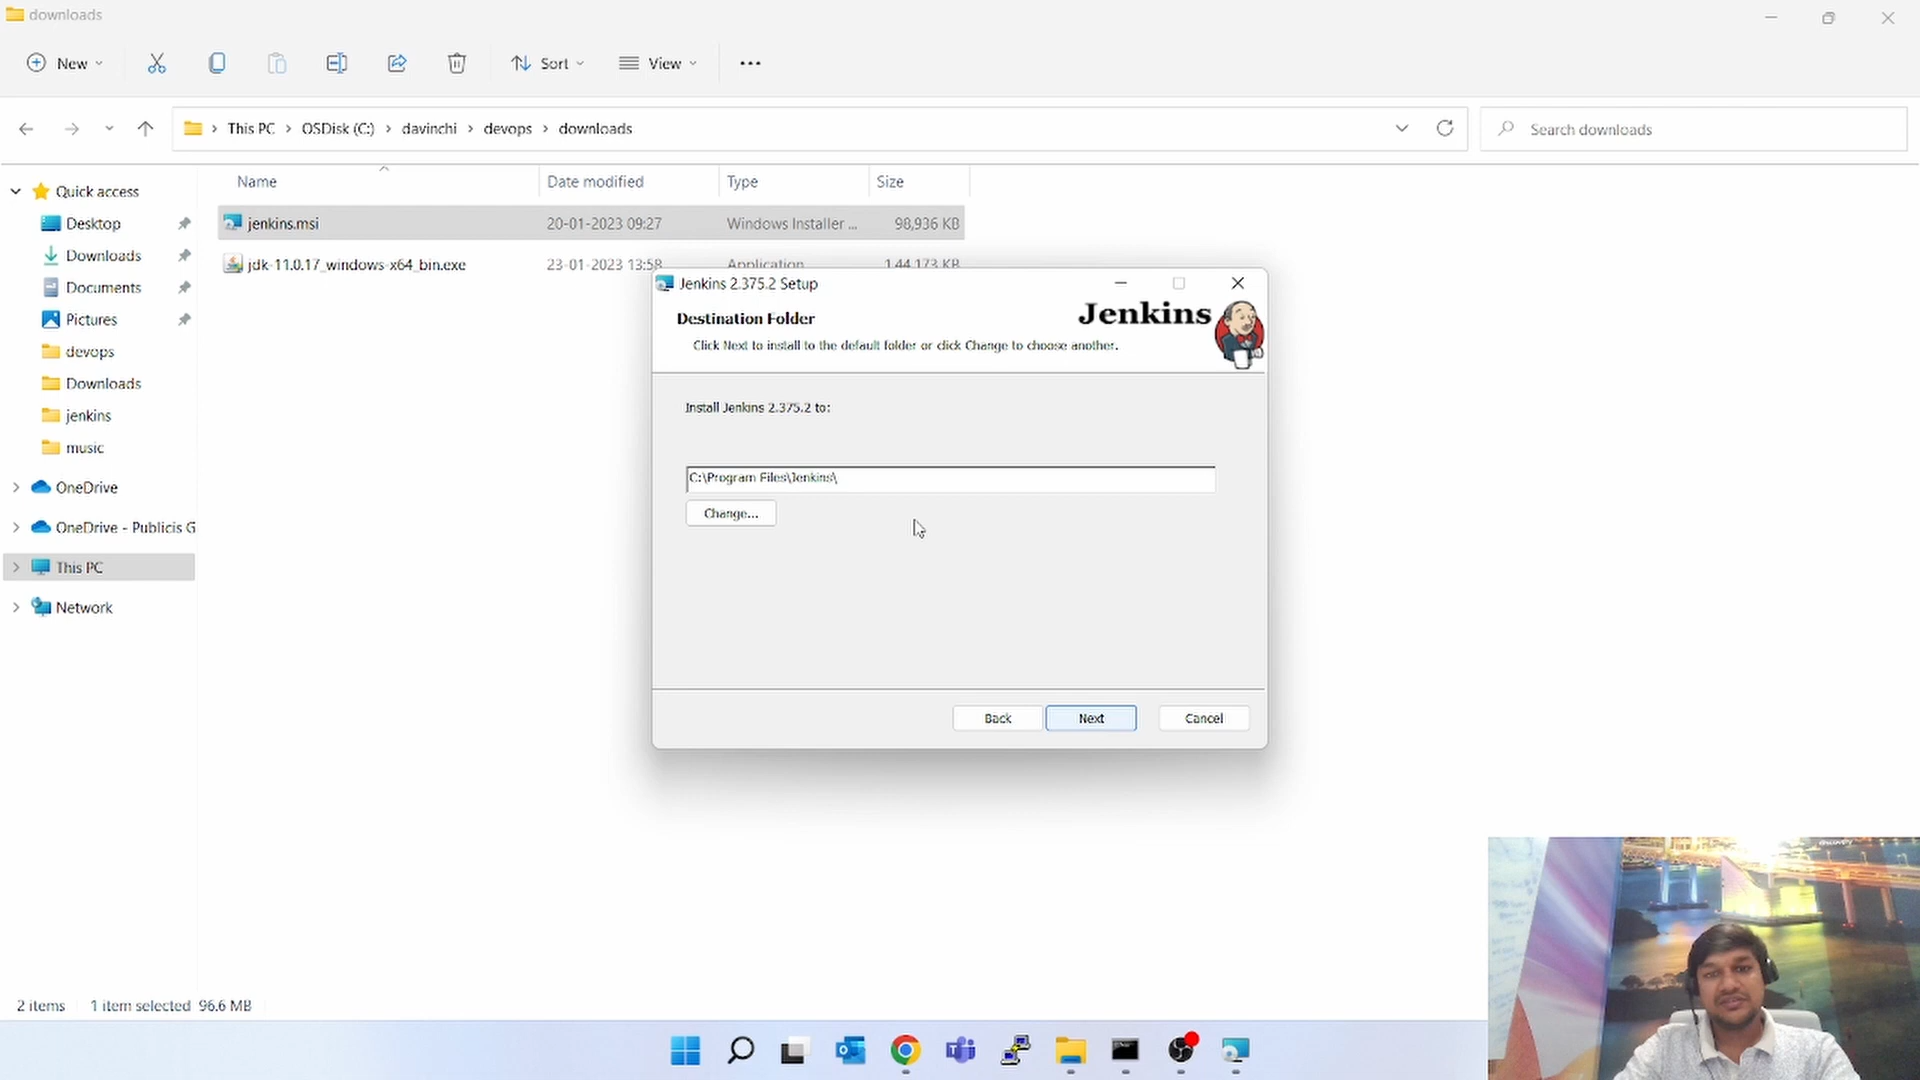 downloads
New
Sort
View
This PC
OSDisk (C:)
davinchi
devops
downloads
Search downloads
Name
Date modified
Type
Size
Quick access
Desktop
Downloads
Documents
Pictures
devops
Downloads
jenkins
music
OneDrive
OneDrive - Publicis G
This PC
Network
jenkins.msi
20-01-2023 09:27
Windows Installer ...
98,936 KB
jdk-11.0.17_windows-x64_bin.exe
23-01-2023 13:58
Application
1,44,173 KB
Jenkins 2.375.2 Setup
Jenkins
Destination Folder
Click Next to install to the default folder or click Change to choose another.
Install Jenkins 2.375.2 to:
C:\Program Files\Jenkins\
Change...
Back
Next
Cancel
2 items
1 item selected 96.6 MB